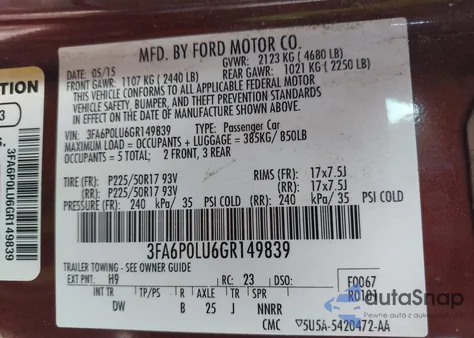 MFD. BY FORD MOTOR CO.
DATE: 05/15 GVWR: 2123 KG ( 4680 LB)
FRONT GAWR: 1107 KG ( 2440 LB) REAR GAWR: 1021 KG ( 2250 LB)
THIS VEHICLE CONFORMS TO ALL APPLICABLE FEDERAL MOTOR
VEHICLE SAFETY, BUMPER, AND THEFT PREVENTION STANDARDS
IN EFFECT ON THE DATE OF MANUFACTURE SHOWN ABOVE.
VIN: 3FA6P0LU6GR149839 TYPE: Passenger Car
MAXIMUM LOAD = OCCUPANTS + LUGGAGE = 385KG/ 850LB
OCCUPANTS = 5 TOTAL: 2 FRONT, 3 REAR
TIRE (F): P225/50R17 93V RIMS (F): 17x7.5J
(R): P225/50R17 93V (R): 17x7.5J
PRESSURE (F): 240 kPa/ 35 PSI COLD (R): 240 kPa/ 35 PSI COLD
3FA6P0LU6GR149839
TRAILER TOWING - SEE OWNER GUIDE
EXT PNT: H9 RC: 23 DSO: F0067
R0101
INT TR TP/PS R AXLE TR SPR
DW B 25 J NNRR
CMC 5U5A-5420472-AA
TION
3
3FA6P0LU6GR149839
autoSnap